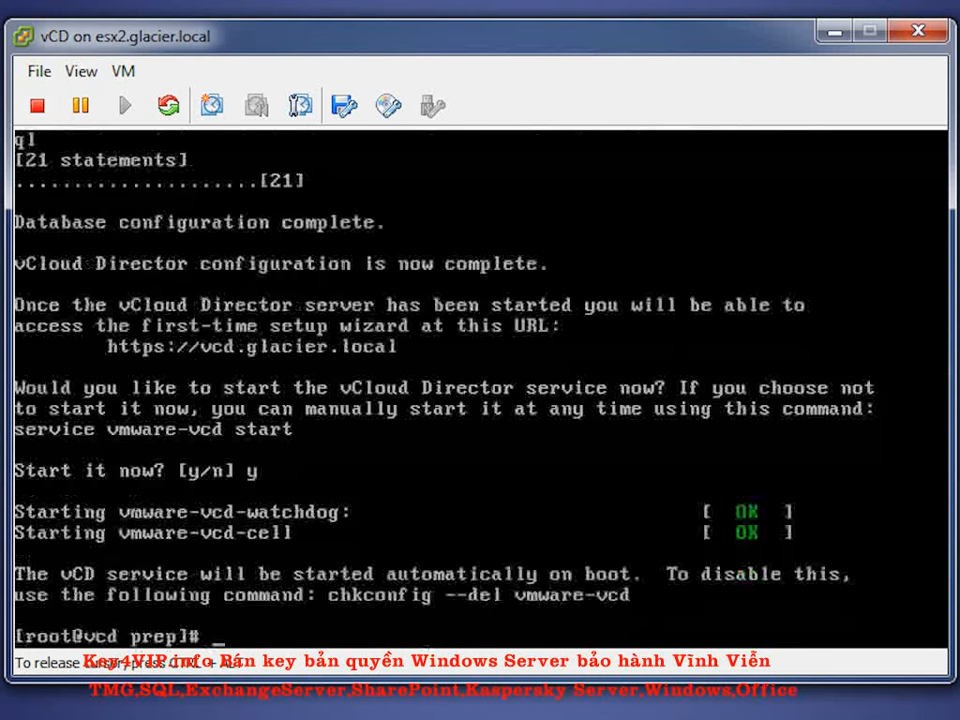 vCD on esx2.glacier.local
File View VM
ql
[21 statements]
.....................[21]
Database configuration complete.
vCloud Director configuration is now complete.
Once the vCloud Director server has been started you will be able to
access the first-time setup wizard at this URL:
https://vcd.glacier.local
Would you like to start the vCloud Director service now? If you choose not
to start it now, you can manually start it at any time using this command:
service vmware-vcd start
Start it now? [y/n] y
Starting vmware-vcd-watchdog: [ OK ]
Starting vmware-vcd-cell [ OK ]
The vCD service will be started automatically on boot. To disable this,
use the following command: chkconfig --del vmware-vcd
[root@vcd prep]# _
To release cursor, press CTRL + ALT
Key4VIP.info Bán key bản quyền Windows Server bảo hành Vĩnh Viễn
TMG,SQL,ExchangeServer,SharePoint,Kaspersky Server,Windows,Office